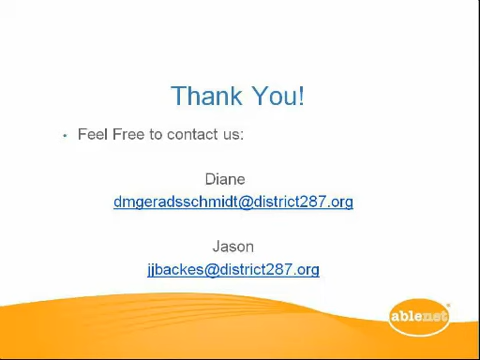 Thank You!
• Feel Free to contact us:
Diane
dmgeradsschmidt@district287.org
Jason
jjbackes@district287.org
ablenet®